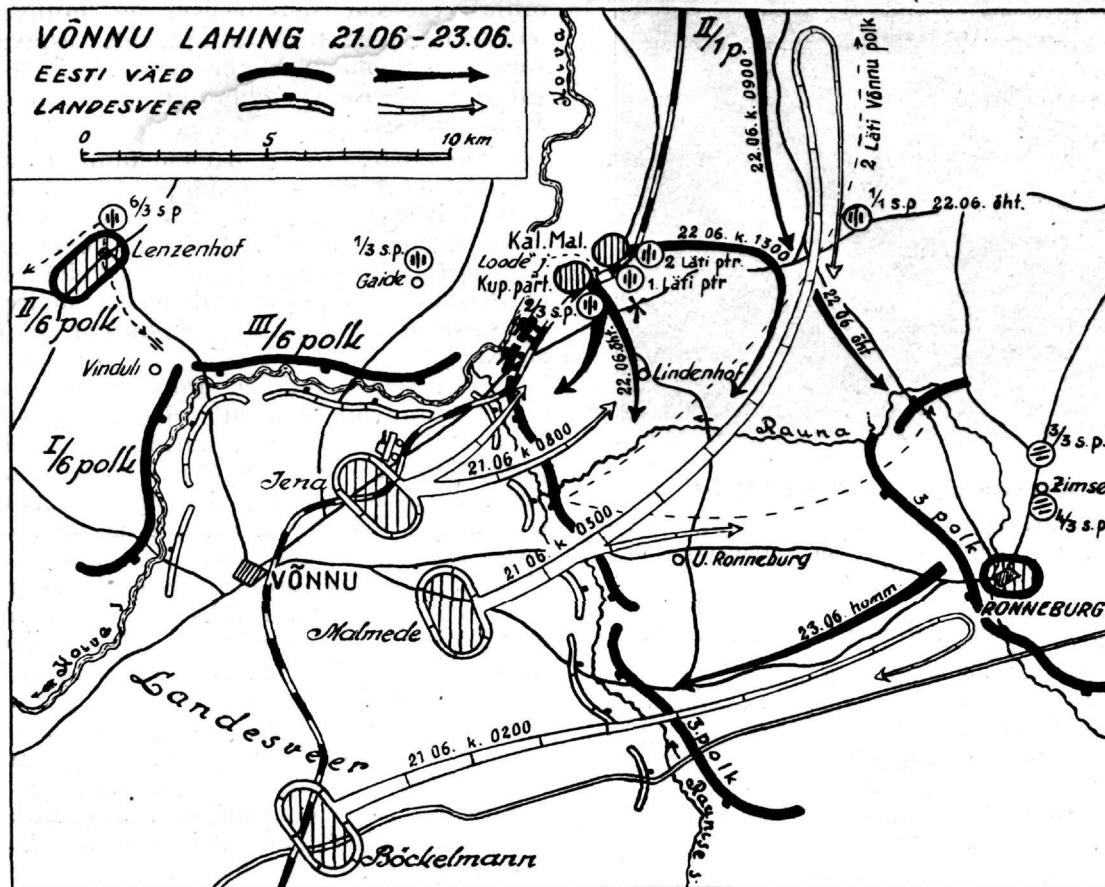 VÕNNU LAHING 21.06-23.06.
EESTI VÄED
LANDESVEER
0 5 10 km
Koiva
II/1 p.
22.06 k. 0900
2 Läti Võnnu polk
1/1 s.p 22.06. õht.
6/3 s.p
Lenzenhof
1/3 s.p.
Gaide
Kal. Mal.
Loode j.
Kup. part.
2/3 s.p.
2 Läti ptr.
1. Läti ptr
22 06. k. 1300
22.06 õht
II/6 polk
III/6 polk
Vinduli
22.06. õht.
Lindenhof
I/6 polk
Rauna
Jena
21.06 k 0800
3/3 s.p.
Zimse
4/3 s.p
3. polk
21 06. k. 0300
U. Ronneburg
VÕNNU
RONNEBURG
Malmede
23.06. homm
Koiva j
Landesveer
21 06. k. 0200
3. polk
Rauna
Böckelmann